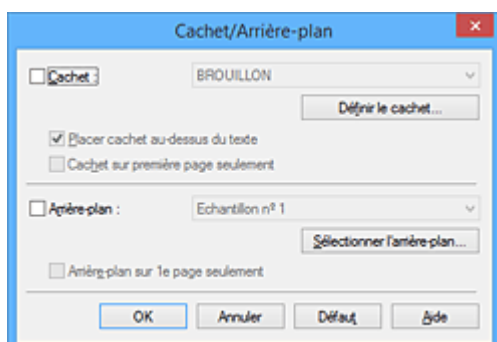 Cachet/Arrière-plan
Cachet :
BROUILLON
Définir le cachet...
Placer cachet au-dessus du texte
Cachet sur première page seulement
Arrière-plan :
Echantillon nº 1
Sélectionner l'arrière-plan...
Arrière-plan sur 1e page seulement
OK Annuler Défaut Aide